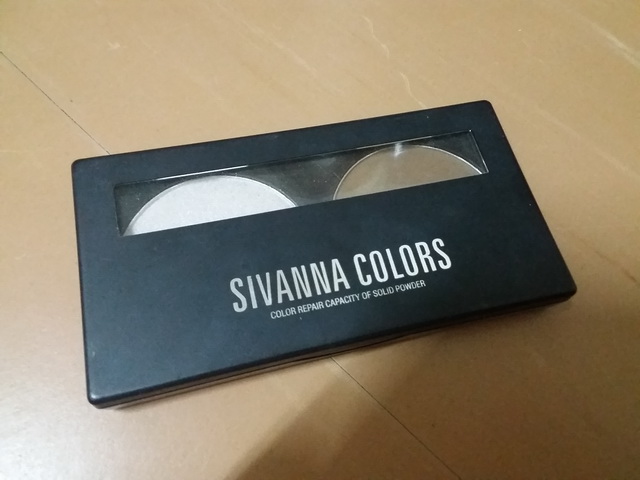 SIVANNA COLORS
COLOR REPAIR CAPACITY OF SOLID POWDER